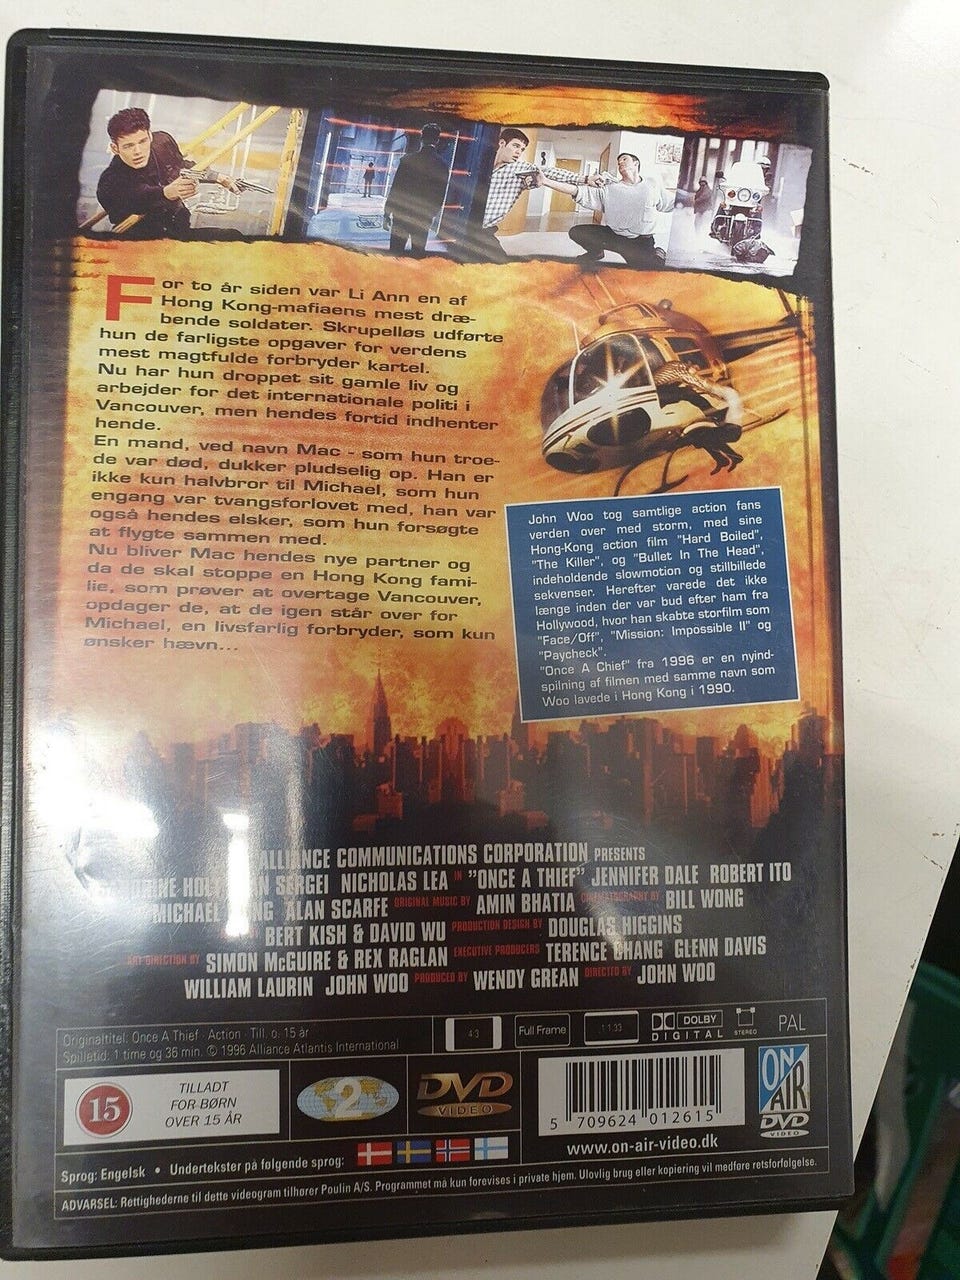 For to år siden var Li Ann en af
Hong Kong-mafiaens mest dræ-
bende soldater. Skrupelløs udførte
hun de farligste opgaver for verdens
mest magtfulde forbryder kartel.
Nu har hun droppet sit gamle liv og
arbejder for det internationale politi i
Vancouver, men hendes fortid indhenter
hende.
En mand, ved navn Mac - som hun troe-
de var død, dukker pludselig op. Han er
ikke kun halvbror til Michael, som hun
engang var tvangsforlovet med, han var
også hendes elsker, som hun forsøgte
at flygte sammen med.
Nu bliver Mac hendes nye partner og
da de skal stoppe en Hong Kong fami-
lie, som prøver at overtage Vancouver,
opdager de, at de igen står over for
Michael, en livsfarlig forbryder, som kun
ønsker hævn...
John Woo tog samtlige action fans
verden over med storm, med sine
Hong-Kong action film "Hard Boiled",
"The Killer", og "Bullet In The Head",
indeholdende slowmotion og stillbillede
sekvenser. Herefter varede det ikke
længe inden der var bud efter ham fra
Hollywood, hvor han skabte storfilm som
"Face/Off", "Mission: Impossible II" og
"Paycheck".
"Once A Chief" fra 1996 er en nyind-
spilning af filmen med samme navn som
Woo lavede i Hong Kong i 1990.
ALLIANCE COMMUNICATIONS CORPORATION PRESENTS
SERGEI NICHOLAS LEA IN "ONCE A THIEF" JENNIFER DALE ROBERT ITO
MICHAEL ALAN SCARFE ORIGINAL MUSIC BY AMIN BHATIA CINEMATOGRAPHY BY BILL WONG
BY BERT KISH & DAVID WU PRODUCTION DESIGN BY DOUGLAS HIGGINS
ART DIRECTION BY SIMON McGUIRE & REX RAGLAN EXECUTIVE PRODUCERS TERENCE CHANG GLENN DAVIS
WILLIAM LAURIN JOHN WOO PRODUCED BY WENDY GREAN DIRECTED BY JOHN WOO
Originaltitel: Once A Thief · Action · Till. o. 15 år
Spilletid: 1 time og 36 min. © 1996 Alliance Atlantis International
4:3
Full Frame
1:1.33
DOLBY
DIGITAL
STEREO
PAL
15
TILLADT
FOR BØRN
OVER 15 ÅR
2
DVD
VIDEO
5 709624 012615
www.on-air-video.dk
ON
AIR
DVD
VIDEO
Sprog: Engelsk • Undertekster på følgende sprog:
ADVARSEL: Rettighederne til dette videogram tilhører Poulin A/S. Programmet må kun forevises i private hjem. Ulovlig brug eller kopiering vil medføre retsforfølgelse.